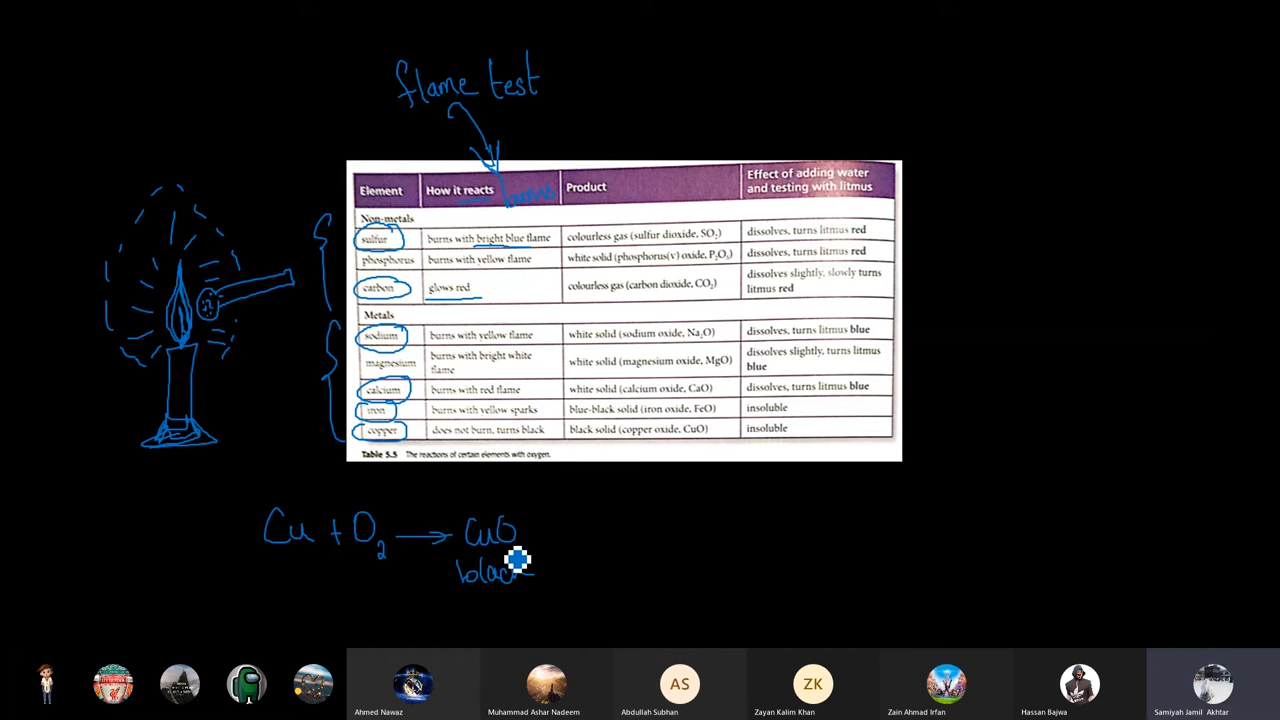 flame test
Element How it reacts burns Product Effect of adding water and testing with litmus
Non-metals
sulfur burns with bright blue flame colourless gas (sulfur dioxide, SO₂) dissolves, turns litmus red
phosphorus burns with yellow flame white solid (phosphorus(v) oxide, P₂O₅) dissolves, turns litmus red
carbon glows red colourless gas (carbon dioxide, CO₂) dissolves slightly, slowly turns litmus red
Metals
sodium burns with yellow flame white solid (sodium oxide, Na₂O) dissolves, turns litmus blue
magnesium burns with bright white flame white solid (magnesium oxide, MgO) dissolves slightly, turns litmus blue
calcium burns with red flame white solid (calcium oxide, CaO) dissolves, turns litmus blue
iron burns with yellow sparks blue-black solid (iron oxide, FeO) insoluble
copper does not burn, turns black black solid (copper oxide, CuO) insoluble
Table 5.5 The reactions of certain elements with oxygen.
Cu + O₂ → CuO
black
AS
ZK
Ahmed Nawaz
Muhammad Ashar Nadeem
Abdullah Subhan
Zayan Kalim Khan
Zain Ahmad Irfan
Hassan Bajwa
Samiyah Jamil Akhtar